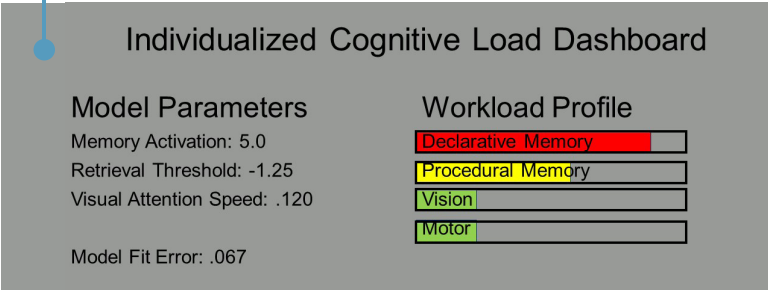 Individualized Cognitive Load Dashboard
Model Parameters
Memory Activation: 5.0
Retrieval Threshold: -1.25
Visual Attention Speed: .120
Model Fit Error: .067
Workload Profile
Declarative Memory
Procedural Memory
Vision
Motor